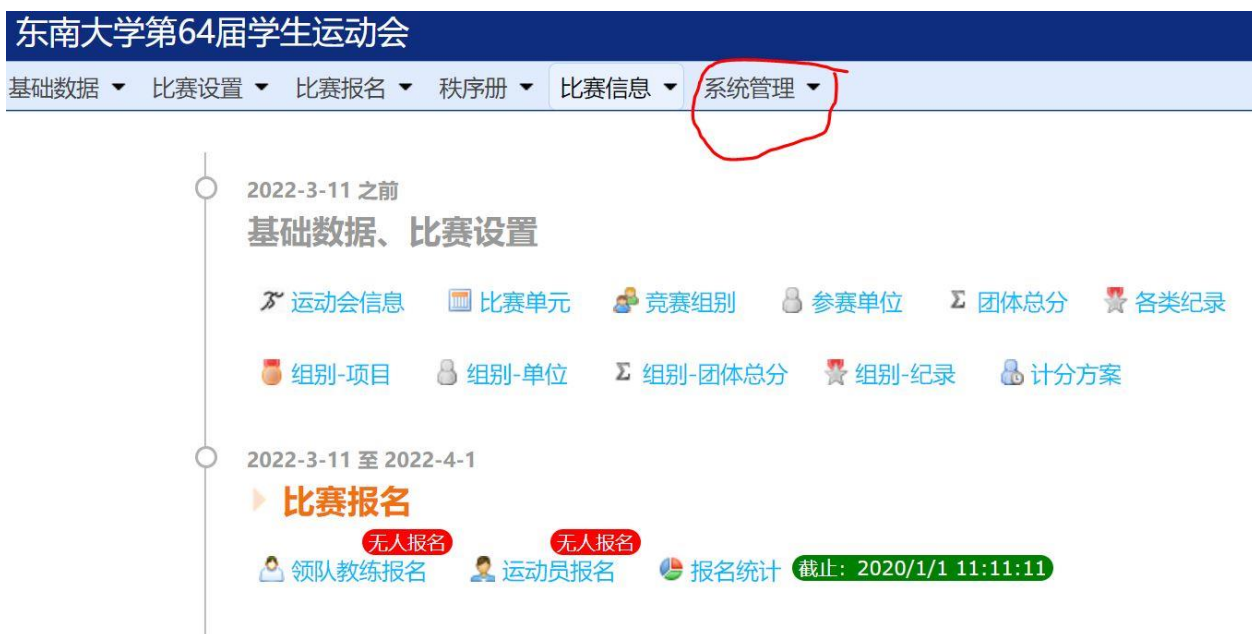 东南大学第64届学生运动会
基础数据 比赛设置 比赛报名 秩序册 比赛信息 系统管理
2022-3-11 之前
基础数据、比赛设置
运动会信息 比赛单元 竞赛组别 参赛单位 Σ 团体总分 各类纪录
组别-项目 组别-单位 Σ 组别-团体总分 组别-纪录 计分方案
2022-3-11 至 2022-4-1
比赛报名
无人报名 无人报名
领队教练报名 运动员报名 报名统计 截止：2020/1/1 11:11:11